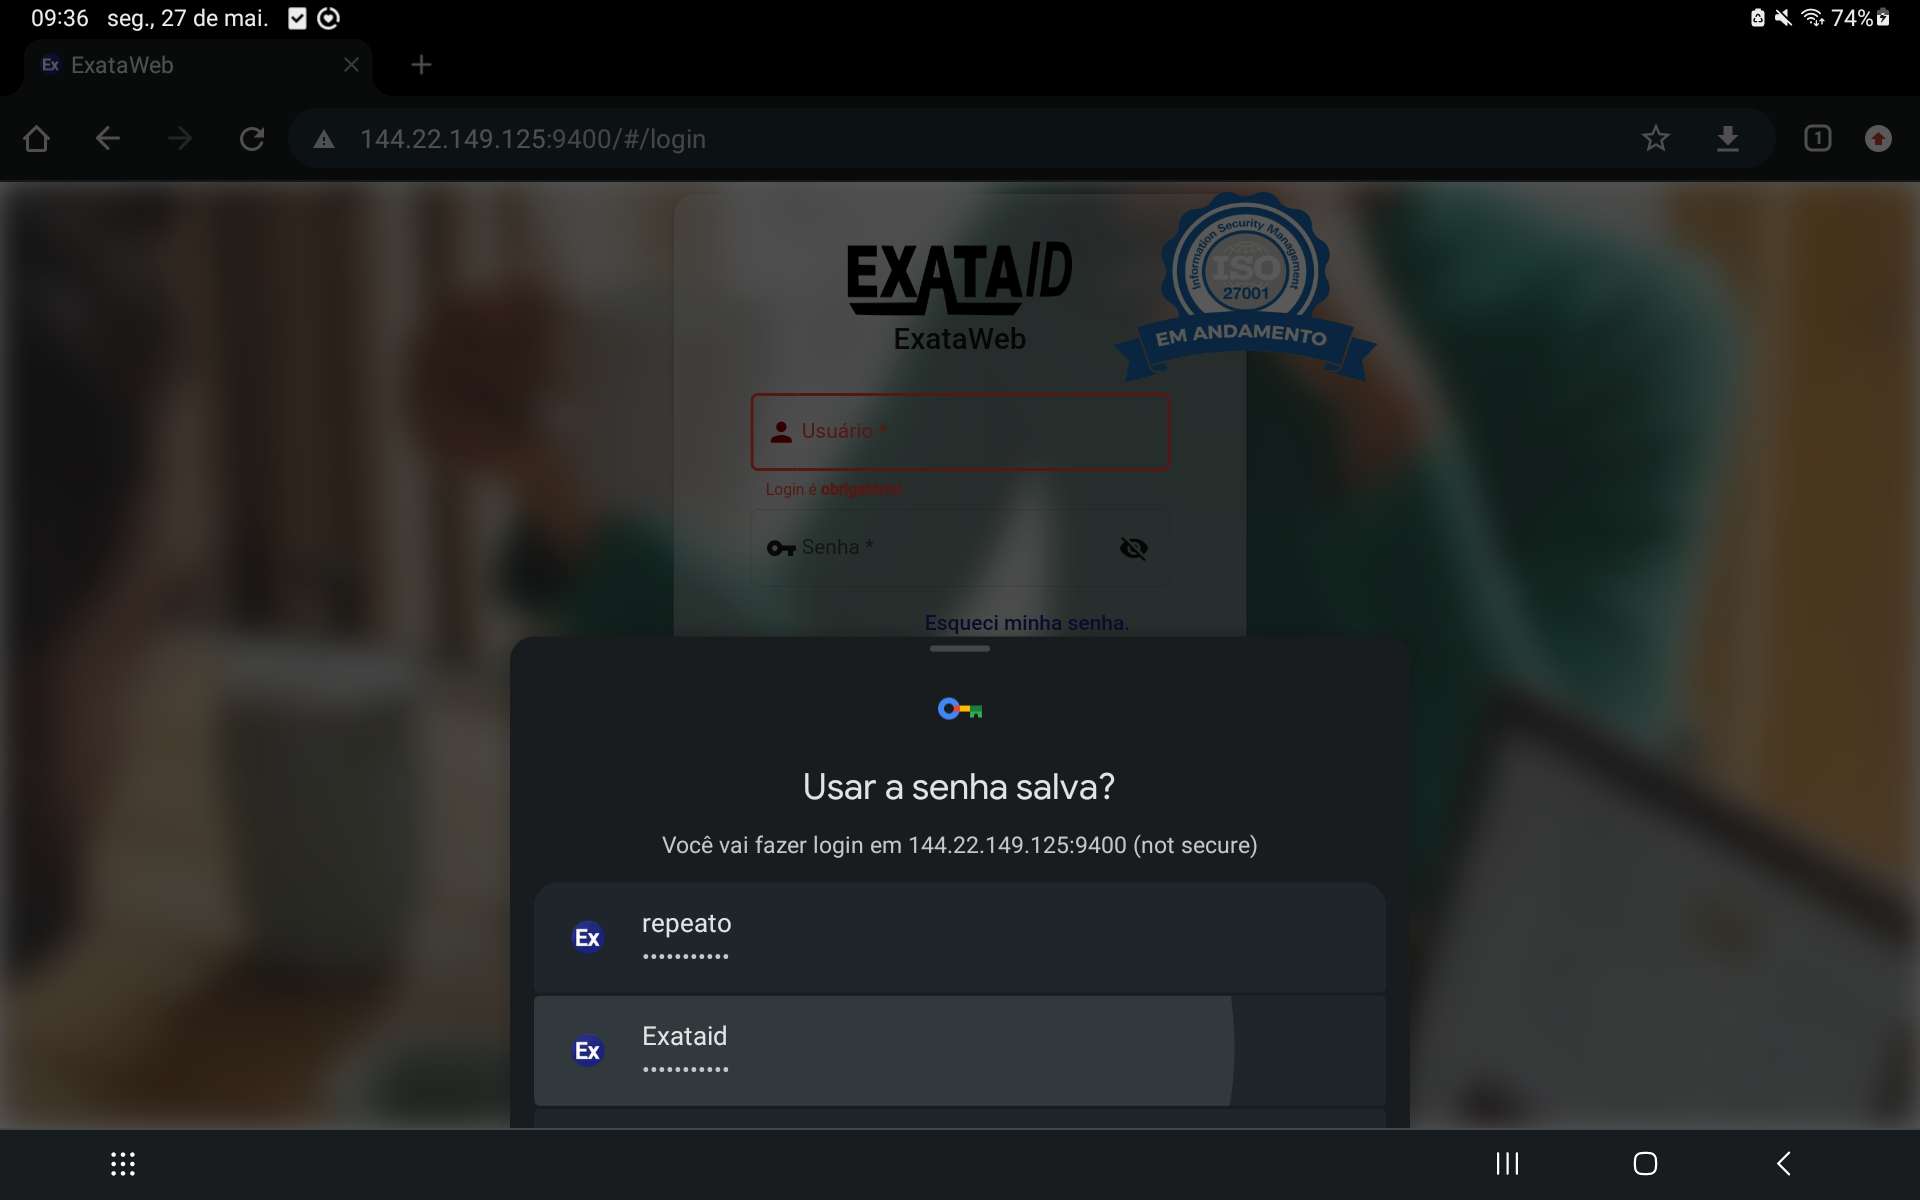 09:36 seg., 27 de mai.
74%
Ex ExataWeb
144.22.149.125:9400/#/login
1
EXATAID
ExataWeb
Information Security Management
ISO
27001
EM ANDAMENTO
Usuário *
Login é obrigatório!
Senha *
Esqueci minha senha.
Usar a senha salva?
Você vai fazer login em 144.22.149.125:9400 (not secure)
Ex
repeato
•••••••••••
Ex
Exataid
•••••••••••